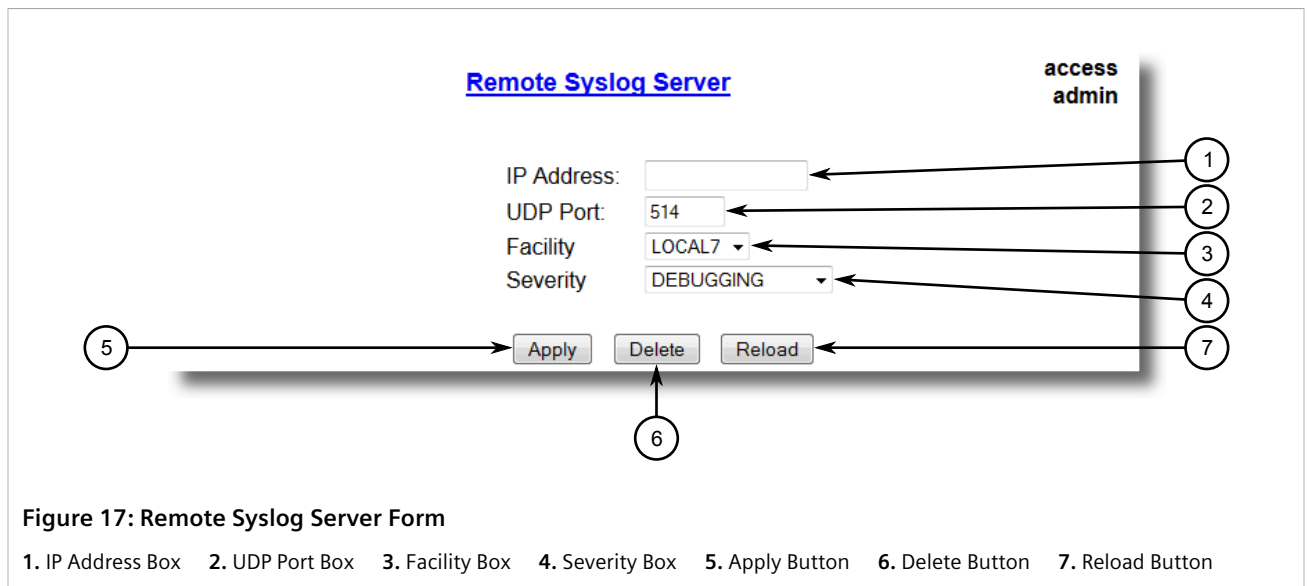 Remote Syslog Server
access
admin
IP Address:
UDP Port: 514
Facility LOCAL7
Severity DEBUGGING
Apply Delete Reload
1
2
3
4
5
7
6
Figure 17: Remote Syslog Server Form
1. IP Address Box 2. UDP Port Box 3. Facility Box 4. Severity Box 5. Apply Button 6. Delete Button 7. Reload Button